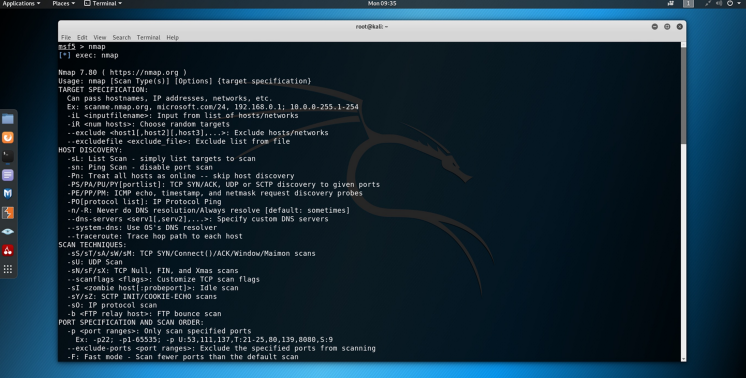 Applications ▾ Places ▾ Terminal ▾ Mon 09:35 1
root@kali: ~
File Edit View Search Terminal Help
msf5 > nmap
[*] exec: nmap
Nmap 7.80 ( https://nmap.org )
Usage: nmap [Scan Type(s)] [Options] {target specification}
TARGET SPECIFICATION:
Can pass hostnames, IP addresses, networks, etc.
Ex: scanme.nmap.org, microsoft.com/24, 192.168.0.1; 10.0.0-255.1-254
-iL <inputfilename>: Input from list of hosts/networks
-iR <num hosts>: Choose random targets
--exclude <host1[,host2][,host3],...>: Exclude hosts/networks
--excludefile <exclude_file>: Exclude list from file
HOST DISCOVERY:
-sL: List Scan - simply list targets to scan
-sn: Ping Scan - disable port scan
-Pn: Treat all hosts as online -- skip host discovery
-PS/PA/PU/PY[portlist]: TCP SYN/ACK, UDP or SCTP discovery to given ports
-PE/PP/PM: ICMP echo, timestamp, and netmask request discovery probes
-PO[protocol list]: IP Protocol Ping
-n/-R: Never do DNS resolution/Always resolve [default: sometimes]
--dns-servers <serv1[,serv2],...>: Specify custom DNS servers
--system-dns: Use OS's DNS resolver
--traceroute: Trace hop path to each host
SCAN TECHNIQUES:
-sS/sT/sA/sW/sM: TCP SYN/Connect()/ACK/Window/Maimon scans
-sU: UDP Scan
-sN/sF/sX: TCP Null, FIN, and Xmas scans
--scanflags <flags>: Customize TCP scan flags
-sI <zombie host[:probeport]>: Idle scan
-sY/sZ: SCTP INIT/COOKIE-ECHO scans
-sO: IP protocol scan
-b <FTP relay host>: FTP bounce scan
PORT SPECIFICATION AND SCAN ORDER:
-p <port ranges>: Only scan specified ports
Ex: -p22; -p1-65535; -p U:53,111,137,T:21-25,80,139,8080,S:9
--exclude-ports <port ranges>: Exclude the specified ports from scanning
-F: Fast mode - Scan fewer ports than the default scan